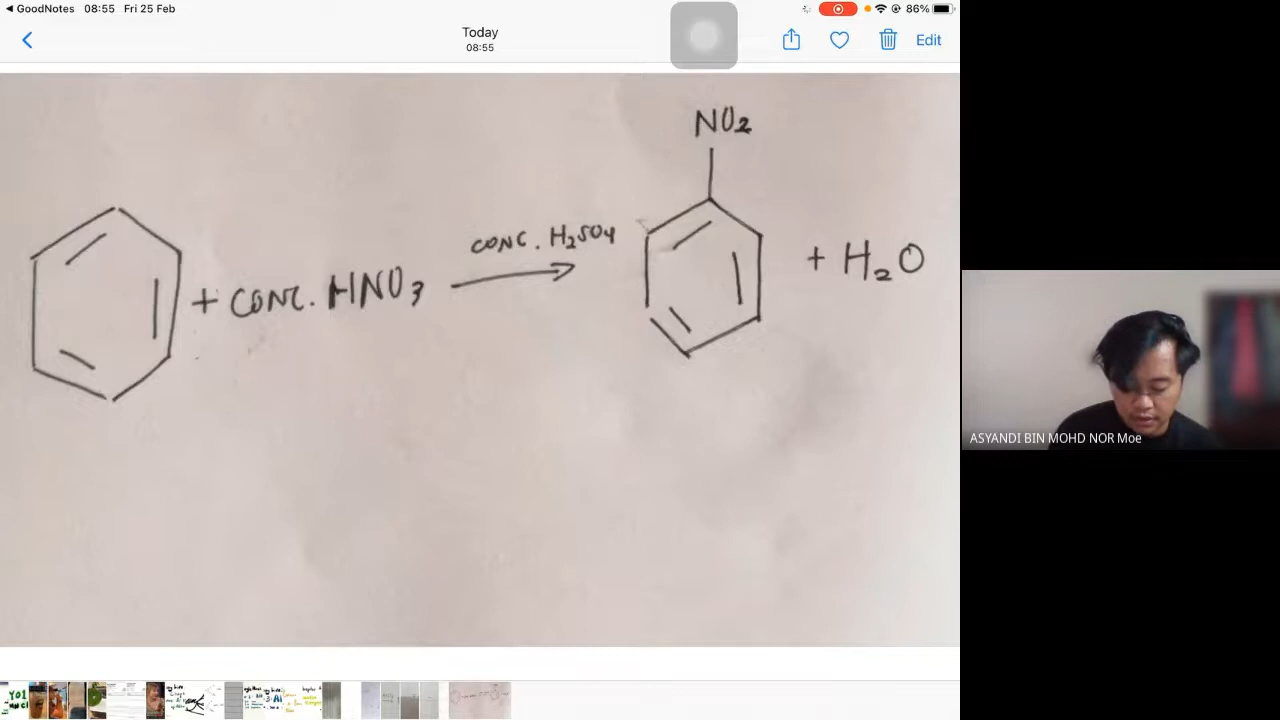 GoodNotes 08:55 Fri 25 Feb 86%
Today
08:55
Edit
NO2
conc. H2SO4
+ conc. HNO3
+ H2O
ASYANDI BIN MOHD NOR Moe